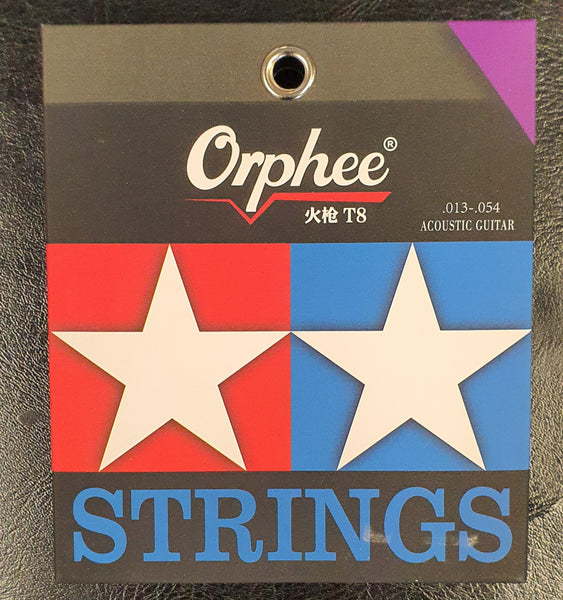 Orphee®
火枪 T8
.013-.054
ACOUSTIC GUITAR
STRINGS